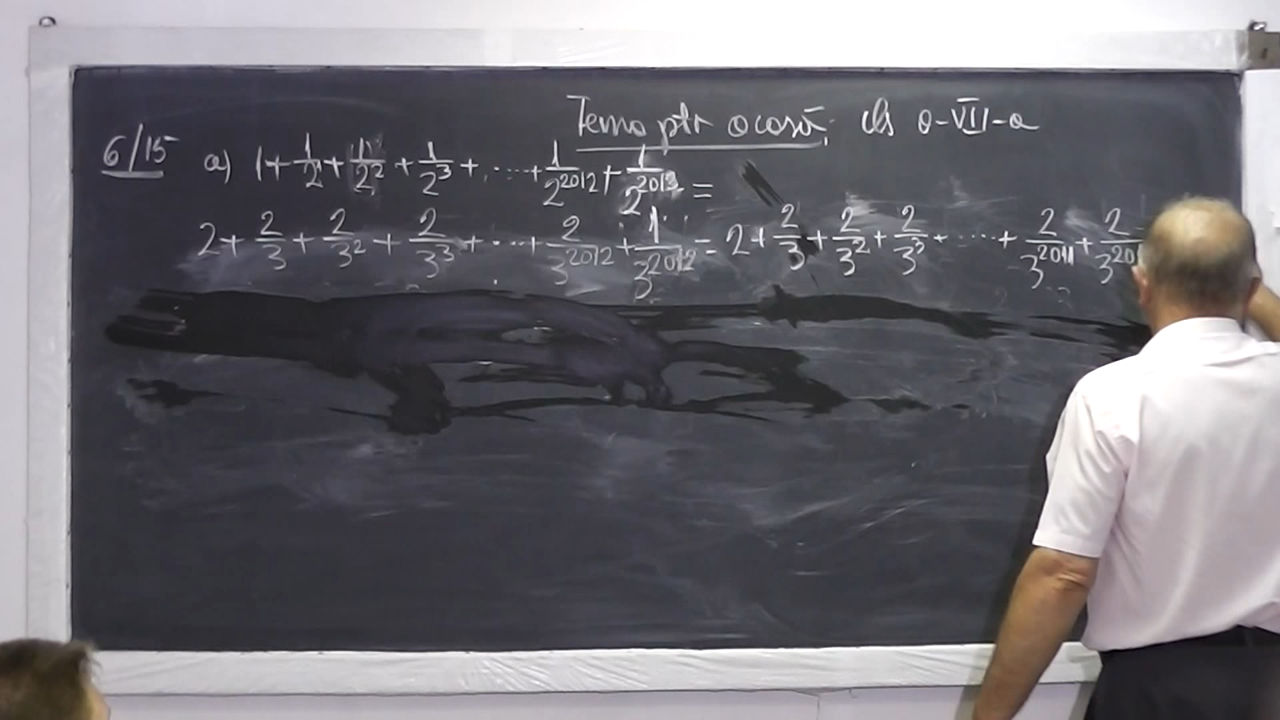 Tema ptr acasă; cls a-VII-a
6/15 a) 1+1/2+1/2²+1/2³+.....+1/2²⁰¹²+1/2²⁰¹³=
2+2/3+2/3²+2/3³+.....+2/3²⁰¹²+1/3²⁰¹²=2+2/3+2/3²+2/3³+.....+2/3²⁰¹¹+2/3²⁰